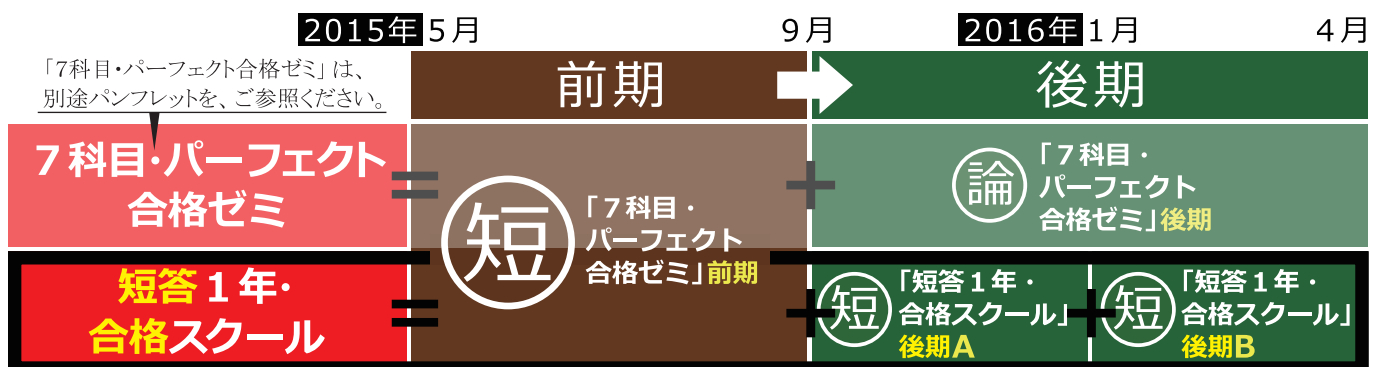 2015年5月
9月
2016年1月
4月
「7科目・パーフェクト合格ゼミ」は、
別途パンフレットを、ご参照ください。
前期
後期
7科目・パーフェクト
合格ゼミ
=
短
「7科目・
パーフェクト
合格ゼミ」前期
+
論
「7科目・
パーフェクト
合格ゼミ」後期
短答1年・
合格スクール
=
+
短
「短答1年・
合格スクール」
後期A
+
短
「短答1年・
合格スクール」
後期B